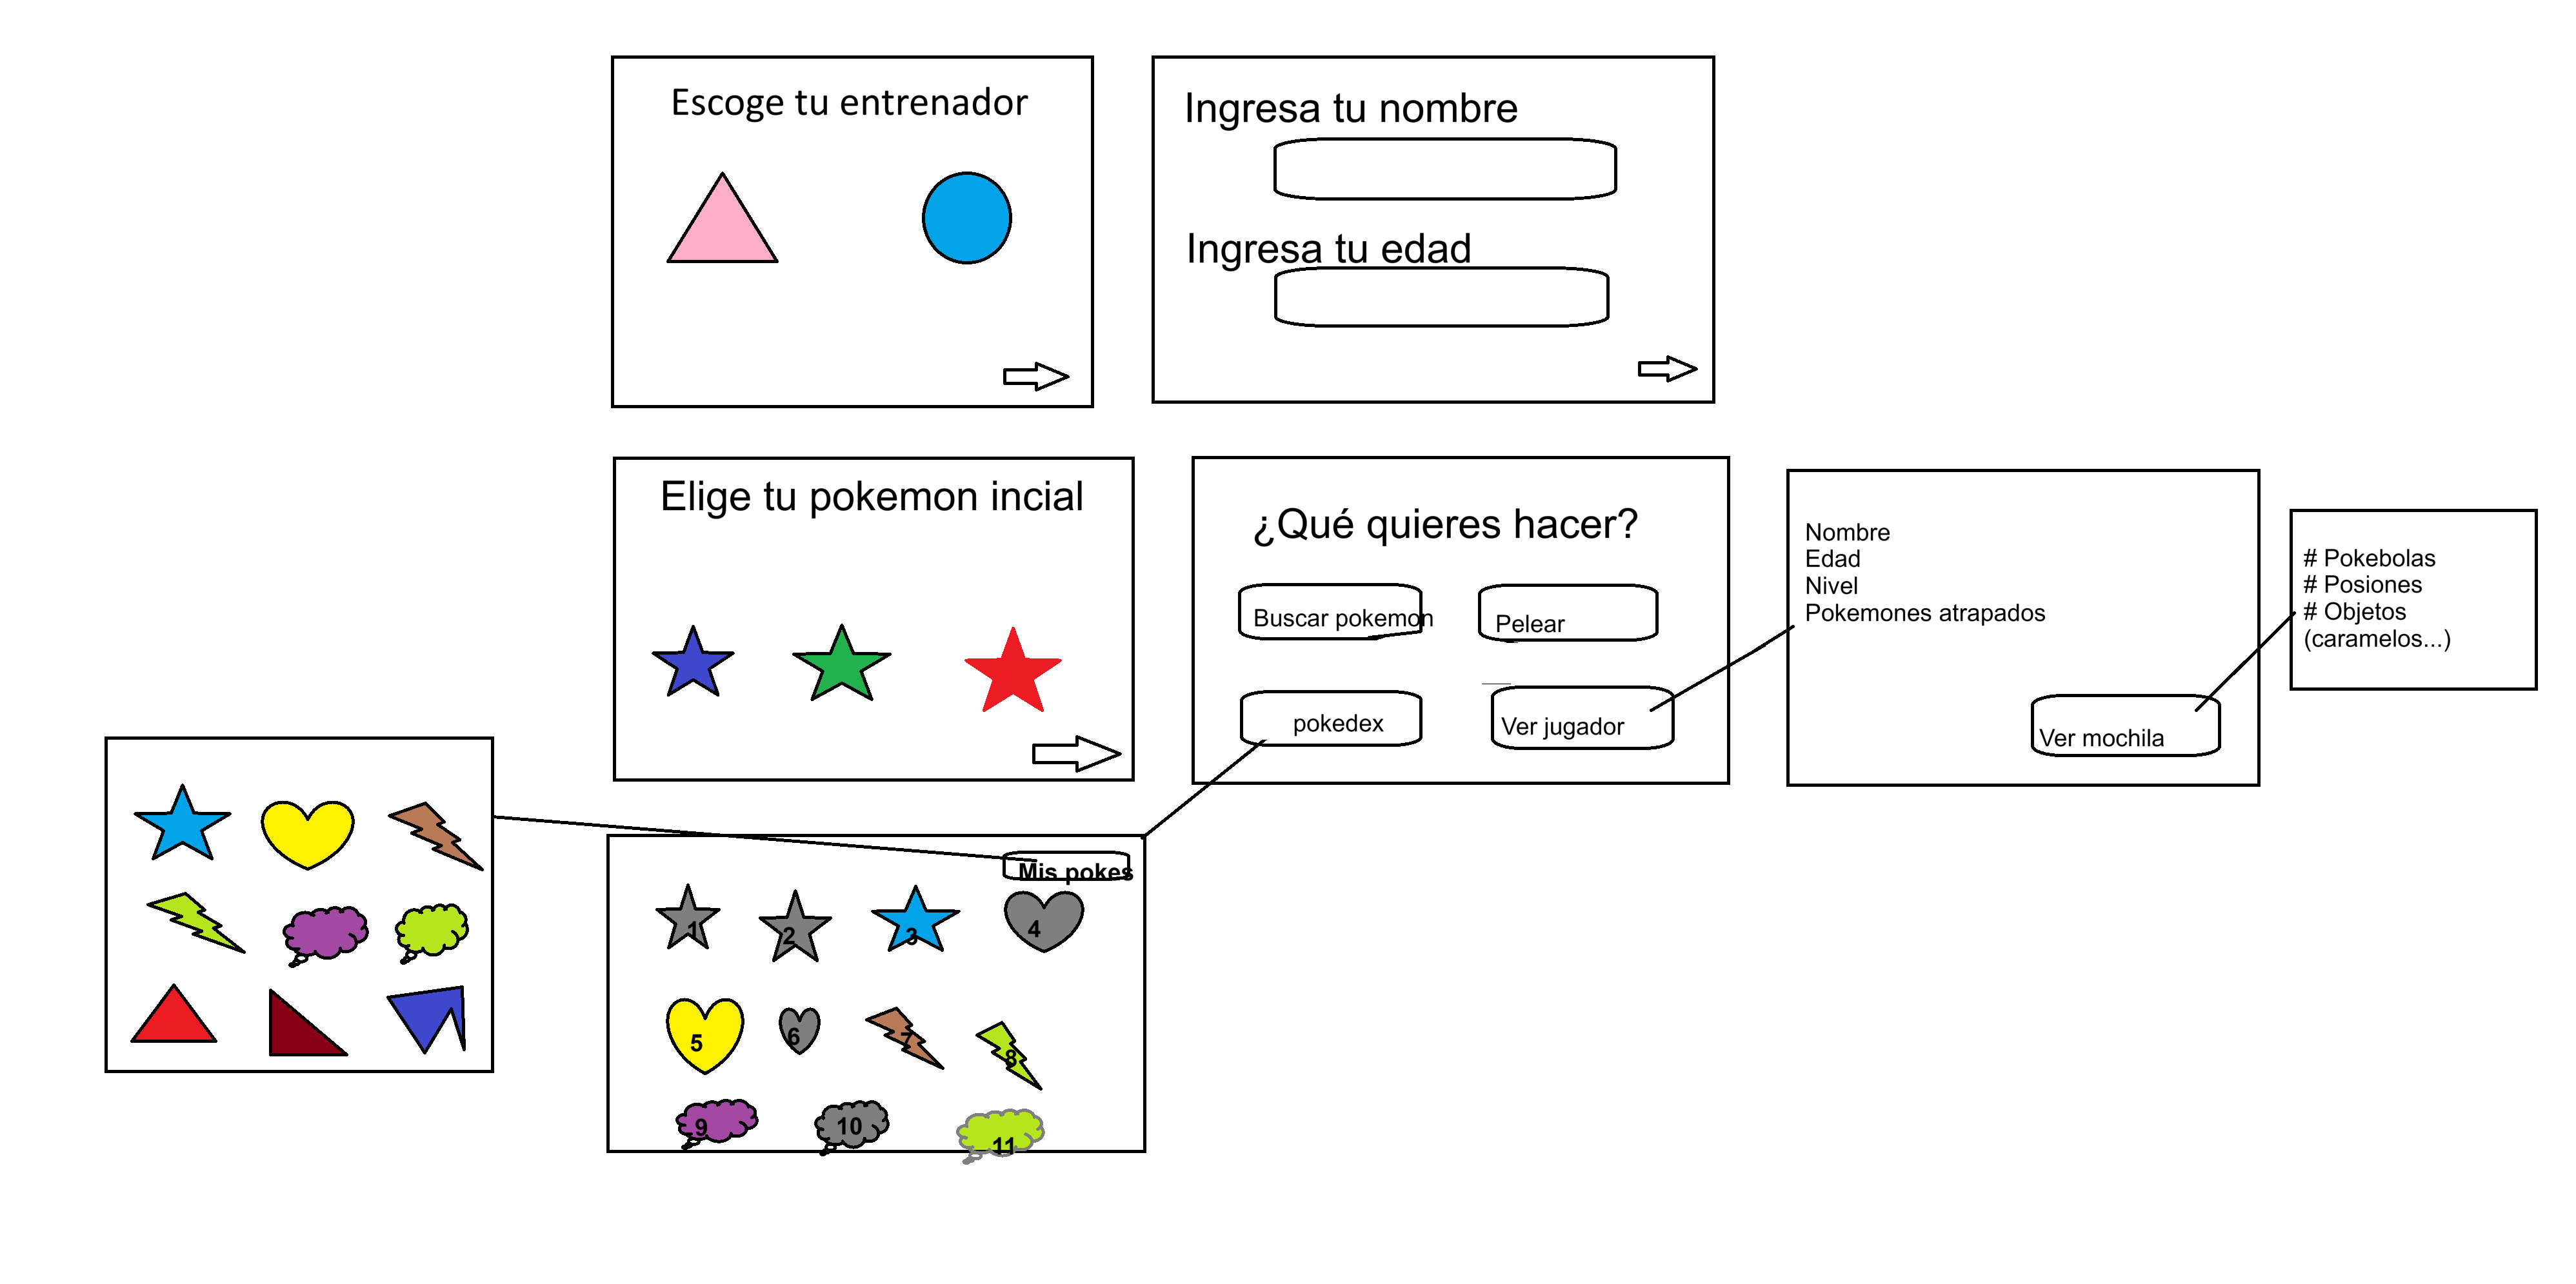 Escoge tu entrenador
Ingresa tu nombre
Ingresa tu edad
Elige tu pokemon incial
¿Qué quieres hacer?
Buscar pokemon
Pelear
pokedex
Ver jugador
Nombre
Edad
Nivel
Pokemones atrapados
Ver mochila
# Pokebolas
# Posiones
# Objetos
(caramelos...)
Mis pokes
1
2
3
4
5
6
7
8
9
10
11